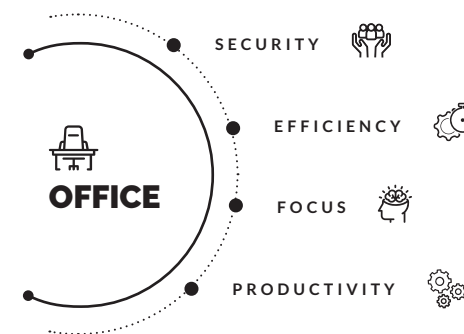 SECURITY
EFFICIENCY
OFFICE
FOCUS
PRODUCTIVITY